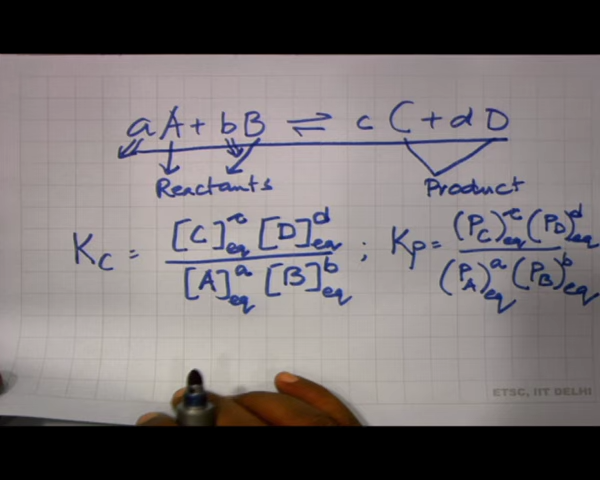 aA + bB ⇌ cC + dD
Reactants Product
Kc = [C]^c_eq [D]^d_eq / [A]^a_eq [B]^b_eq ; Kp = (P_C)^c_eq (P_D)^d_eq / (P_A)^a_eq (P_B)^b_eq
ETSC, IIT DELHI